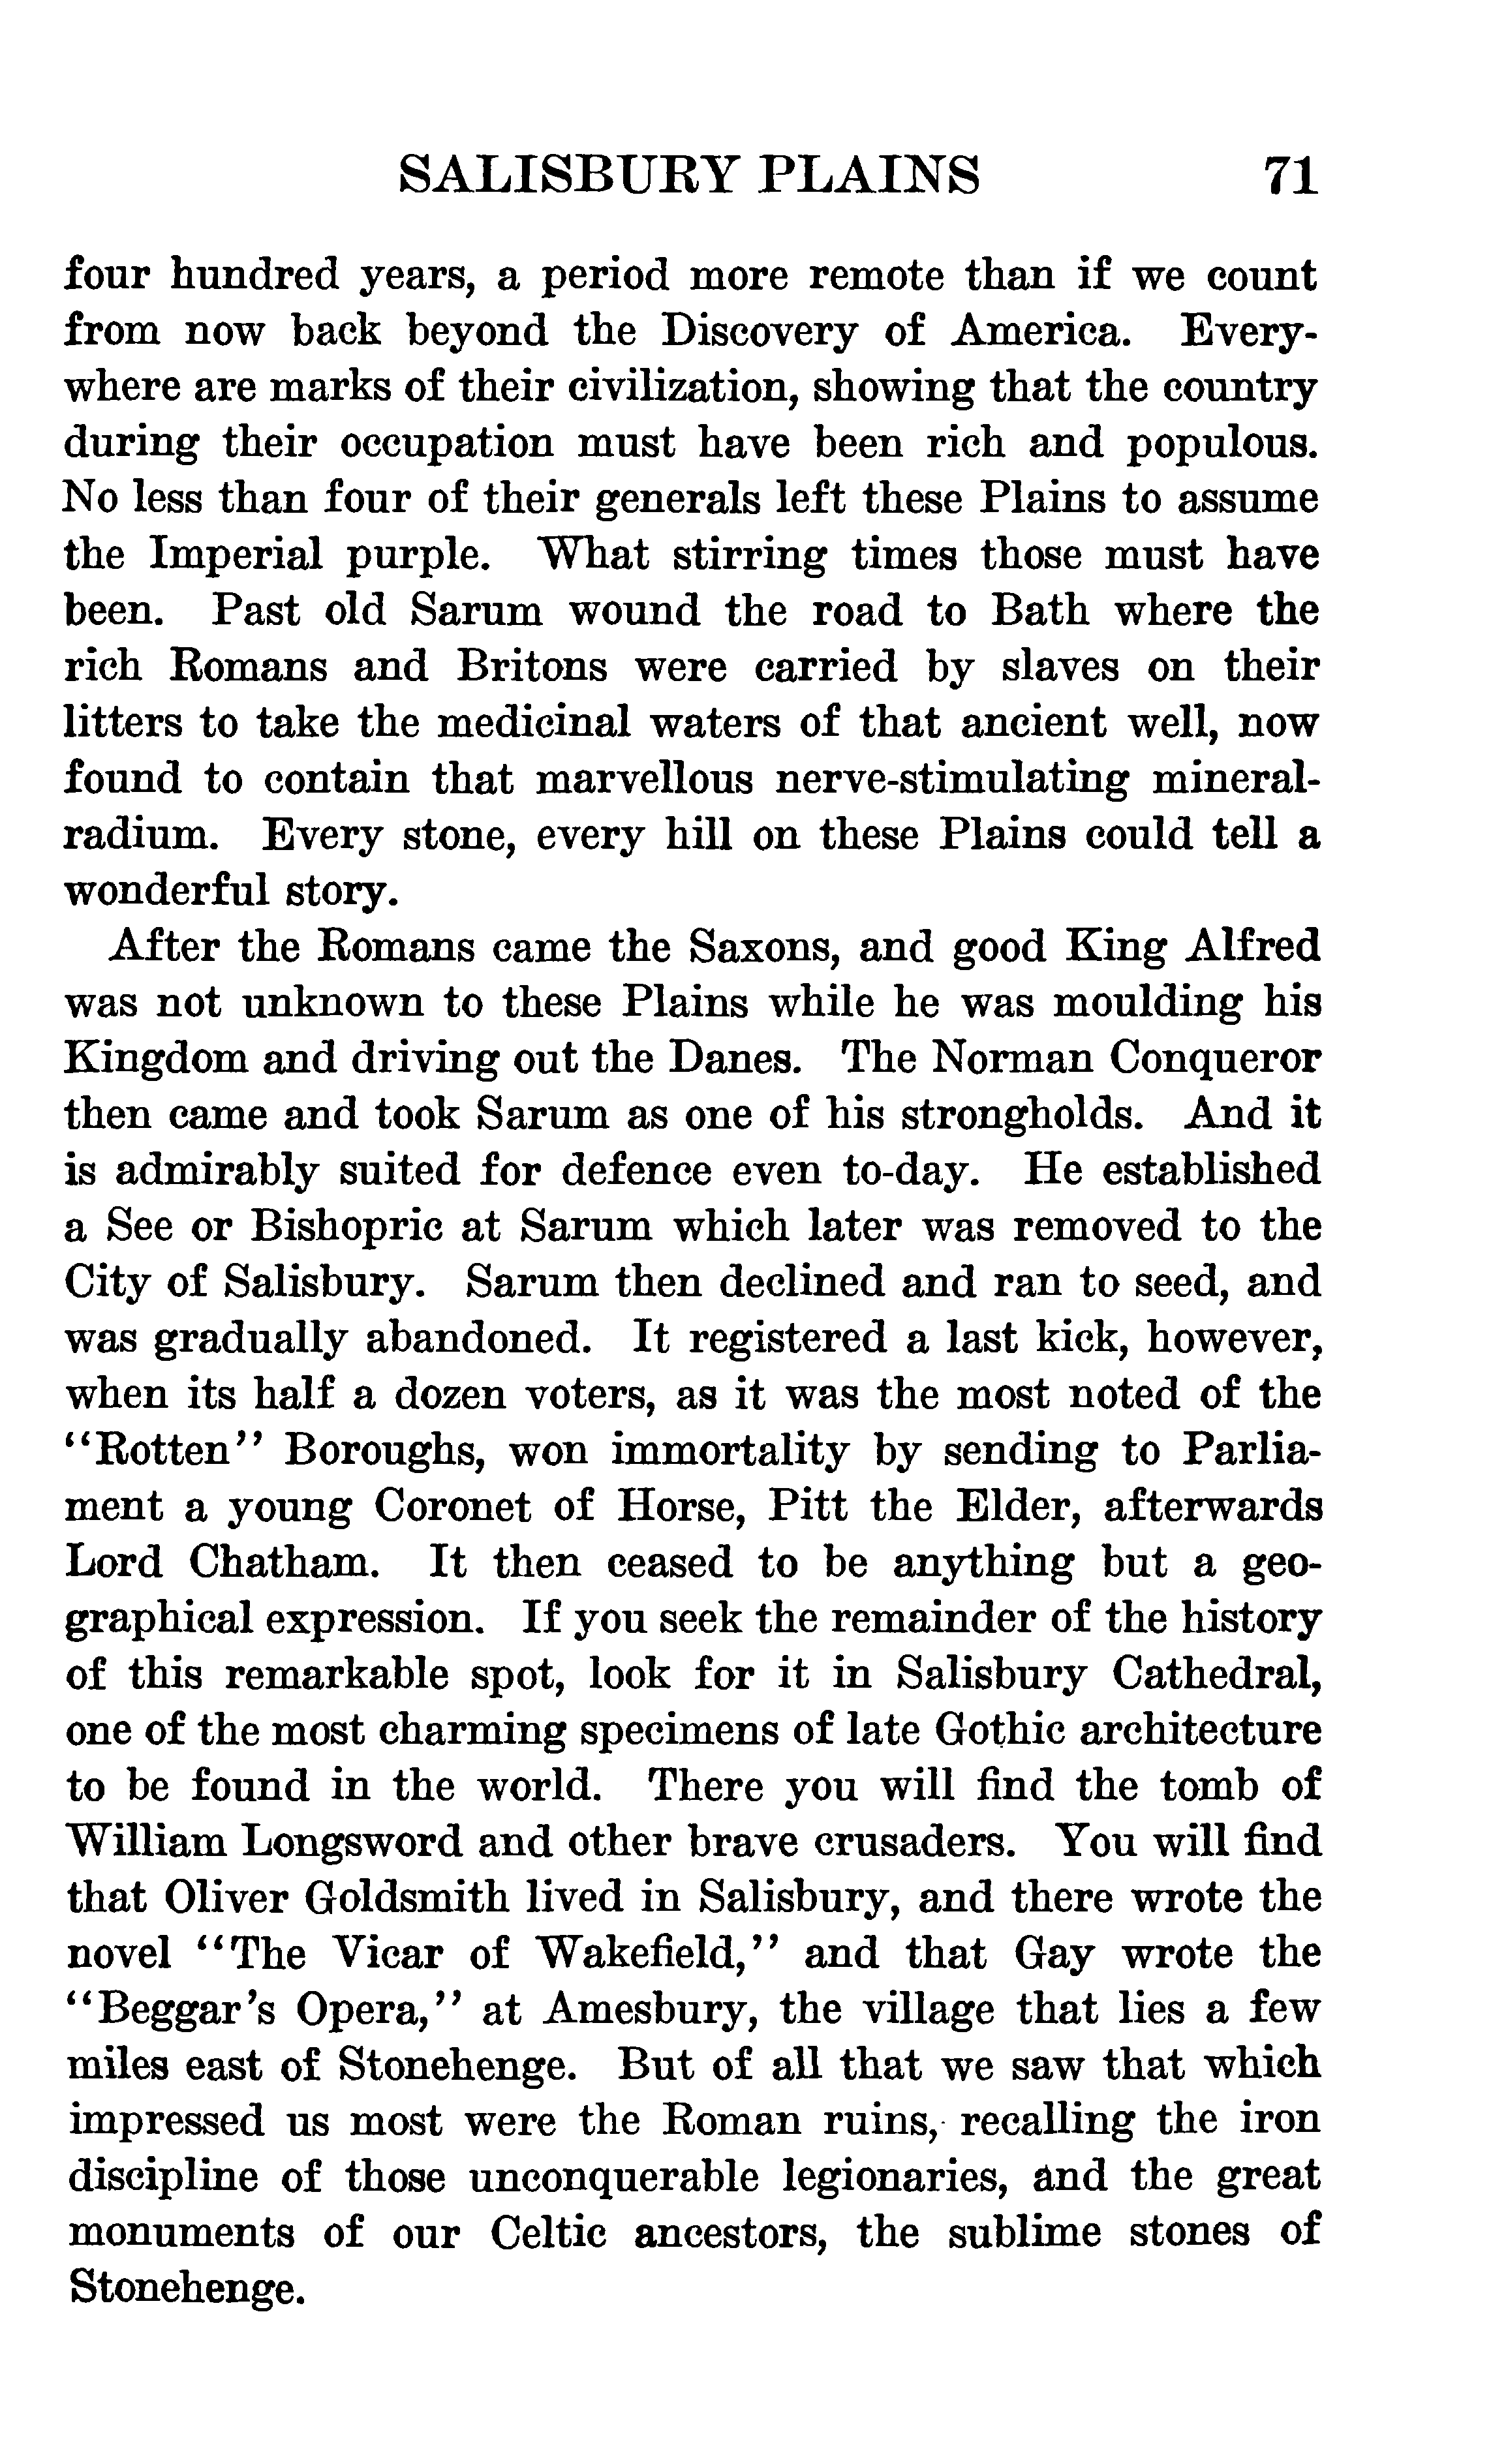 SALISBURY PLAINS 71
four hundred years, a period more remote than if we count
from now back beyond the Discovery of America. Every-
where are marks of their civilization, showing that the country
during their occupation must have been rich and populous.
No less than four of their generals left these Plains to assume
the Imperial purple. What stirring times those must have
been. Past old Sarum wound the road to Bath where the
rich Romans and Britons were carried by slaves on their
litters to take the medicinal waters of that ancient well, now
found to contain that marvellous nerve-stimulating mineral-
radium. Every stone, every hill on these Plains could tell a
wonderful story.
After the Romans came the Saxons, and good King Alfred
was not unknown to these Plains while he was moulding his
Kingdom and driving out the Danes. The Norman Conqueror
then came and took Sarum as one of his strongholds. And it
is admirably suited for defence even to-day. He established
a See or Bishopric at Sarum which later was removed to the
City of Salisbury. Sarum then declined and ran to seed, and
was gradually abandoned. It registered a last kick, however,
when its half a dozen voters, as it was the most noted of the
"Rotten" Boroughs, won immortality by sending to Parlia-
ment a young Coronet of Horse, Pitt the Elder, afterwards
Lord Chatham. It then ceased to be anything but a geo-
graphical expression. If you seek the remainder of the history
of this remarkable spot, look for it in Salisbury Cathedral,
one of the most charming specimens of late Gothic architecture
to be found in the world. There you will find the tomb of
William Longsword and other brave crusaders. You will find
that Oliver Goldsmith lived in Salisbury, and there wrote the
novel "The Vicar of Wakefield," and that Gay wrote the
"Beggar's Opera," at Amesbury, the village that lies a few
miles east of Stonehenge. But of all that we saw that which
impressed us most were the Roman ruins, recalling the iron
discipline of those unconquerable legionaries, and the great
monuments of our Celtic ancestors, the sublime stones of
Stonehenge.